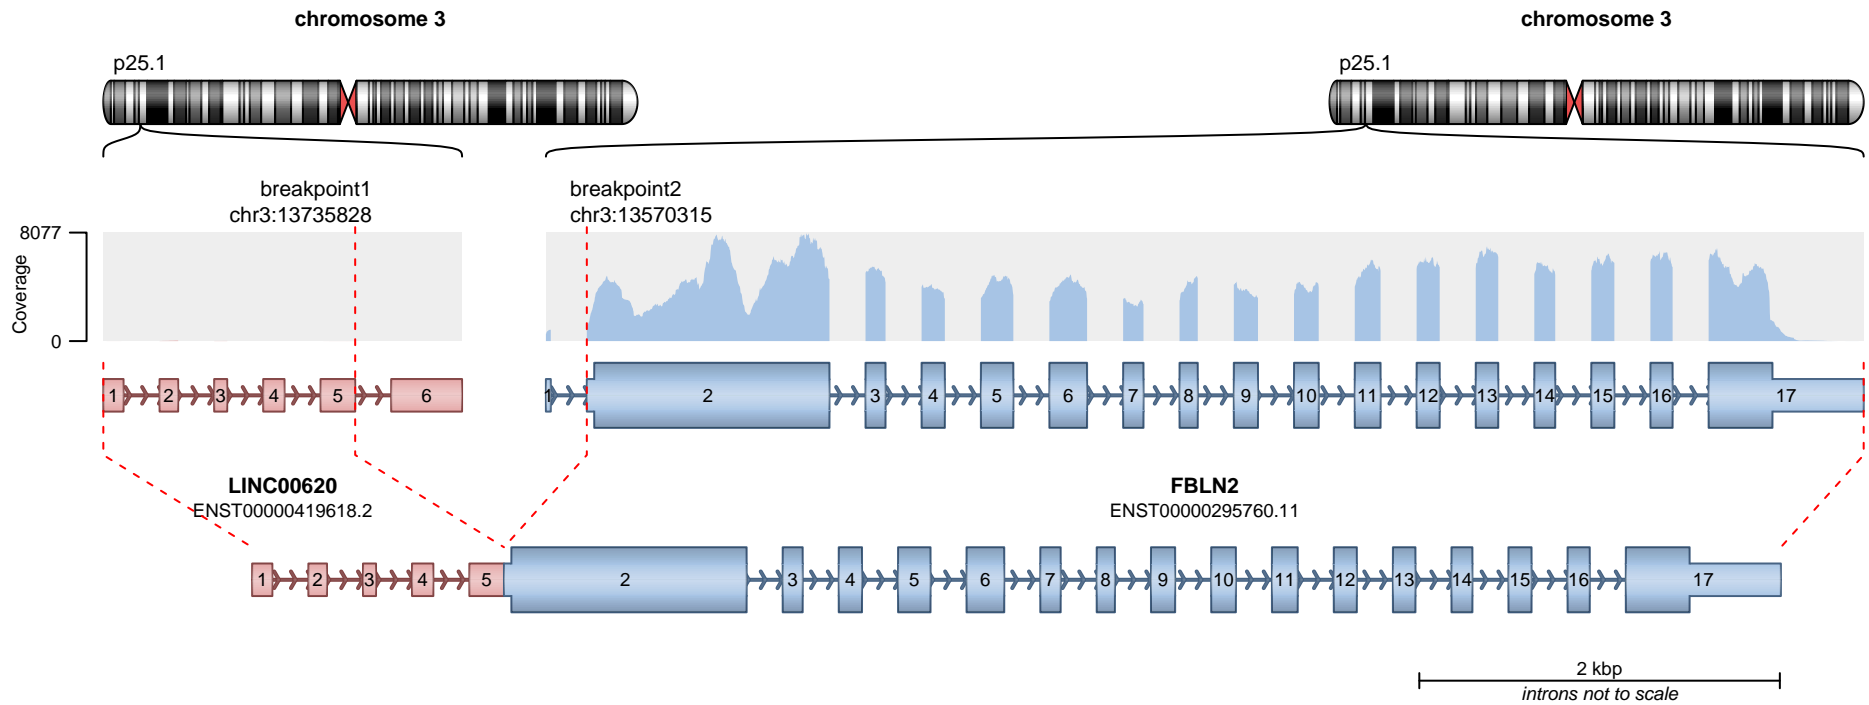 chromosome 3
chromosome 3
p25.1
p25.1
breakpoint1
chr3:13735828
breakpoint2
chr3:13570315
8077
Coverage
0
1 2 3 4 5 6
1 2 3 4 5 6 7 8 9 10 11 12 13 14 15 16 17
LINC00620
ENST00000419618.2
FBLN2
ENST00000295760.11
1 2 3 4 5 2 3 4 5 6 7 8 9 10 11 12 13 14 15 16 17
2 kbp
introns not to scale